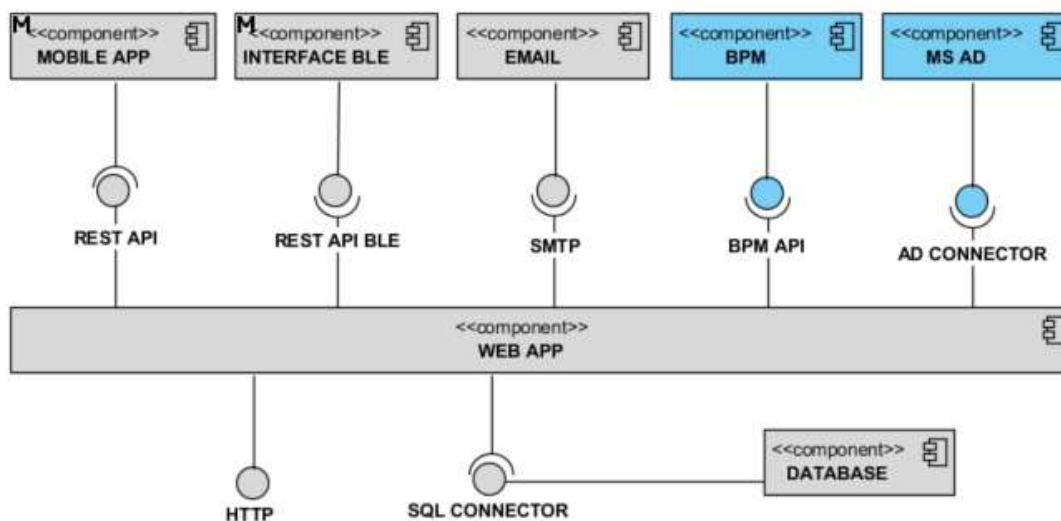 M
<<component>>
MOBILE APP
M
<<component>>
INTERFACE BLE
<<component>>
EMAIL
<<component>>
BPM
<<component>>
MS AD
REST API
REST API BLE
SMTP
BPM API
AD CONNECTOR
<<component>>
WEB APP
<<component>>
DATABASE
HTTP
SQL CONNECTOR